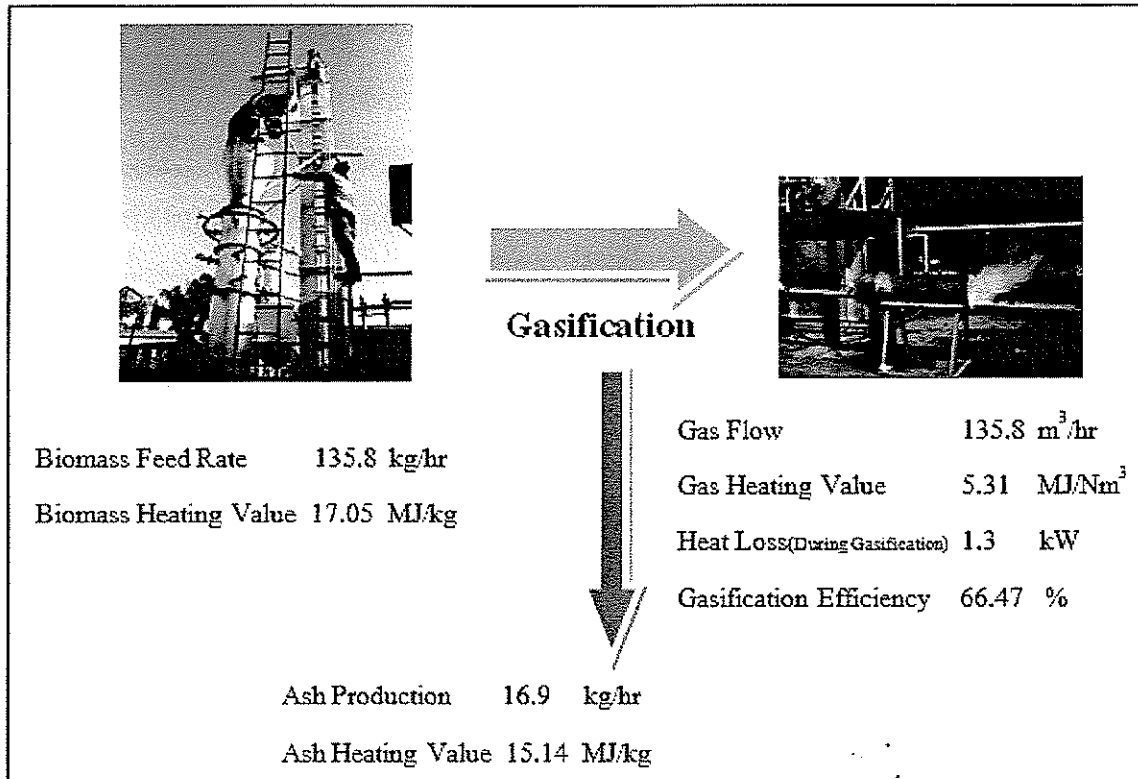 Gasification
Biomass Feed Rate 135.8 kg/hr
Biomass Heating Value 17.05 MJ/kg
Gas Flow 135.8 m³/hr
Gas Heating Value 5.31 MJ/Nm³
Heat Loss(During Gasification) 1.3 kW
Gasification Efficiency 66.47 %
Ash Production 16.9 kg/hr
Ash Heating Value 15.14 MJ/kg